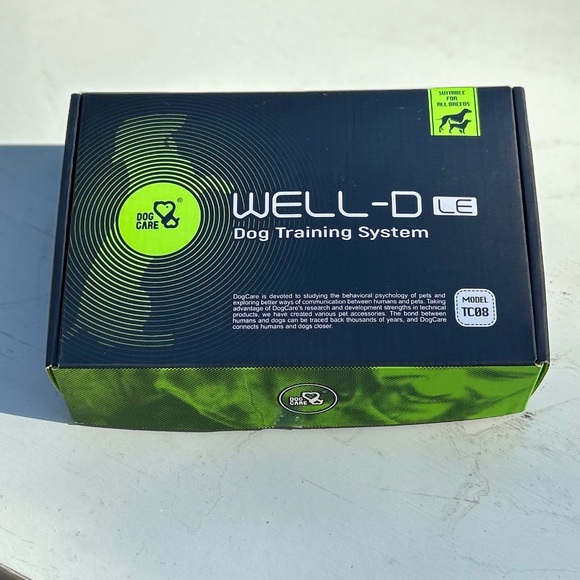 SUITABLE
FOR
ALL BREEDS
DOG
CARE
®
WELL-D LE
Dog Training System
DogCare is devoted to studying the behavioral psychology of pets and
exploring better ways of communication between humans and pets. Taking
advantage of DogCare's research and development strengths in technical
products, we have created various pet accessories. The bond between
humans and dogs can be traced back thousands of years, and DogCare
connects humans and dogs closer.
MODEL
TC08
DOG
CARE